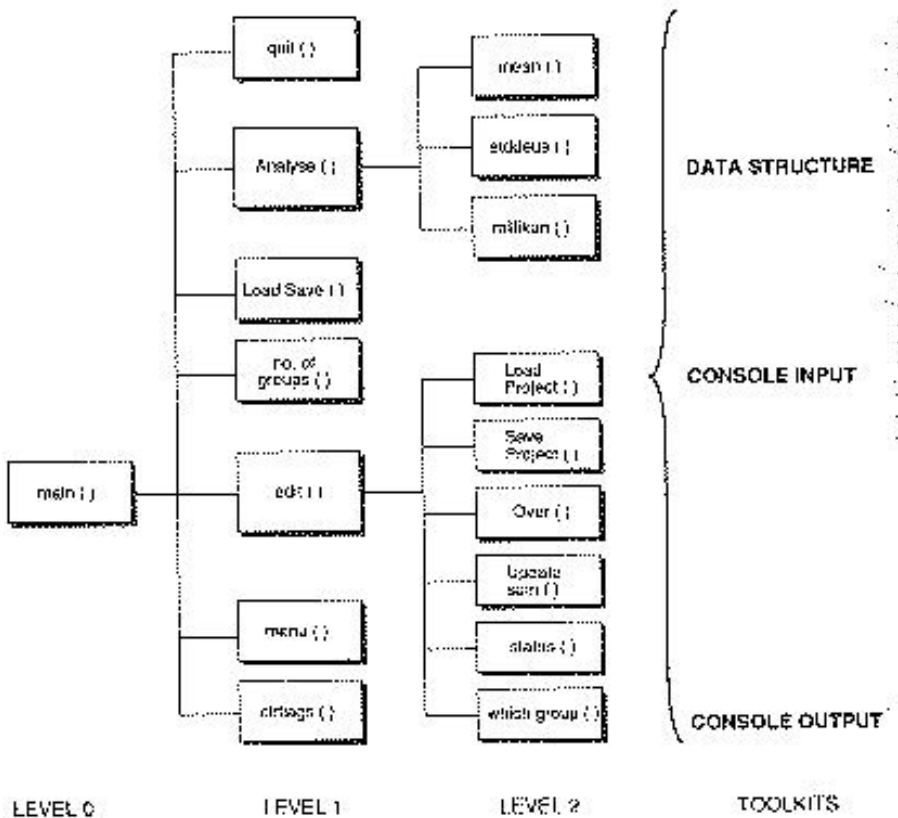 quit ( )
mean ( )
Analyse ( )
DATA STRUCTURE
Load Save ( )
no. of
groups ( )
Load
Project ( )
CONSOLE INPUT
Save
Project ( )
main ( )
edit ( )
Over ( )
Update
sum ( )
menu ( )
status ( )
which group ( )
CONSOLE OUTPUT
LEVEL 0
LEVEL 1
LEVEL 2
TOOLKITS